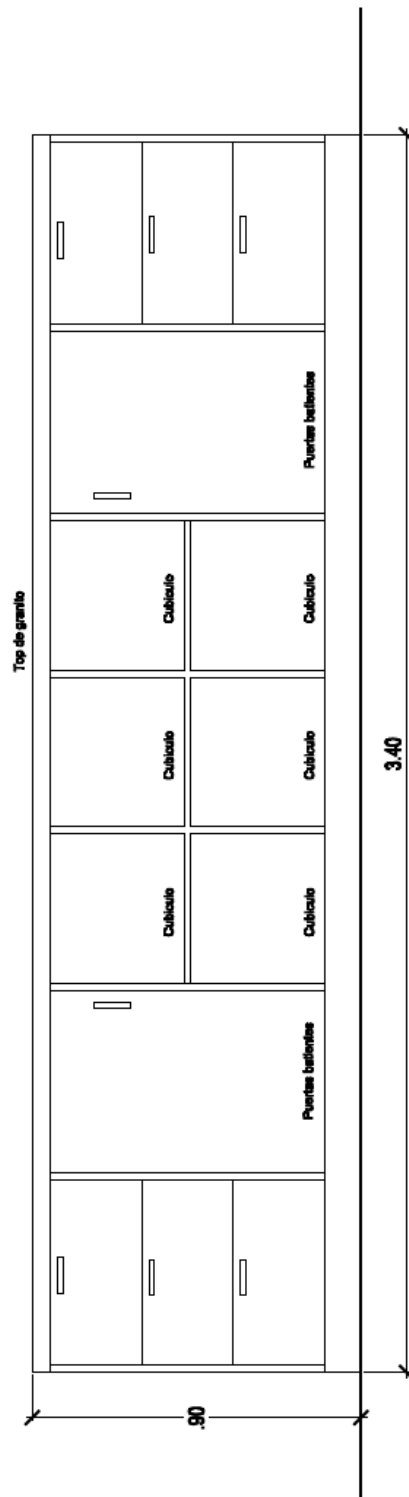 Top de granito
Cubiculo
Cubiculo
Cubiculo
Puertas batientes
Cubiculo
Cubiculo
Cubiculo
Puertas batientes
.90
3.40